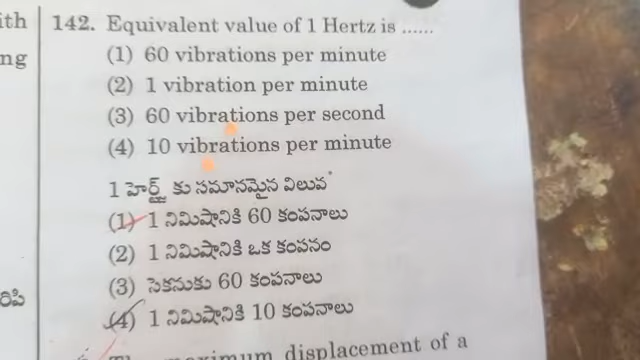 ith
ng
142. Equivalent value of 1 Hertz is ......
(1) 60 vibrations per minute
(2) 1 vibration per minute
(3) 60 vibrations per second
(4) 10 vibrations per minute
1 హెర్ట్జ్ కు సమానమైన విలువ
(1) 1 నిమిషానికి 60 కంపనాలు
(2) 1 నిమిషానికి ఒక కంపనం
(3) సెకనుకు 60 కంపనాలు
రిపి
(4) 1 నిమిషానికి 10 కంపనాలు
displacement of a